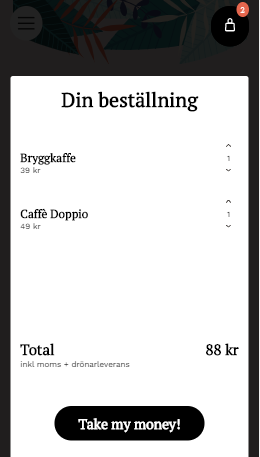 2
Din beställning
Bryggkaffe
39 kr
1
Caffè Doppio
49 kr
1
Total 88 kr
inkl moms + drönarleverans
Take my money!